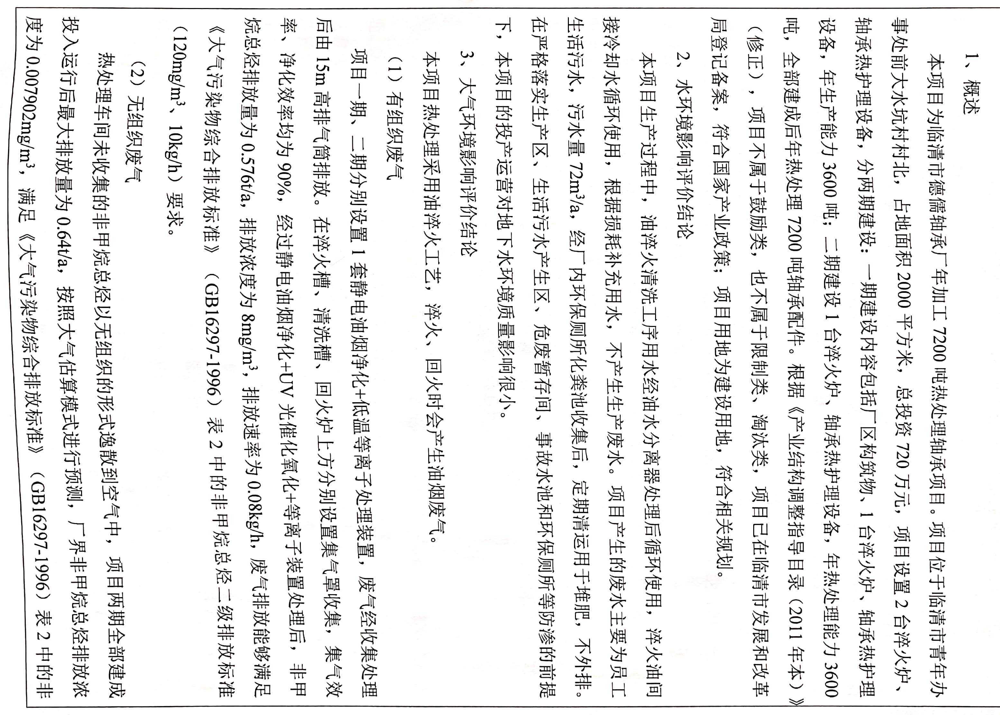 1、概述
本项目为临清市德儒轴承厂年加工 7200 吨热处理轴承项目。项目位于临清市青年办
事处前大水坑村村北，占地面积 2000 平方米，总投资 720 万元，项目设置 2 台淬火炉、
轴承热护理设备，分两期建设：一期建设内容包括厂区构筑物、1 台淬火炉、轴承热护理
设备，年生产能力 3600 吨；二期建设 1 台淬火炉、轴承热护理设备，年热处理能力 3600
吨，全部建成后年热处理 7200 吨轴承配件。根据《产业结构调整指导目录（2011 年本）》
（修正），项目不属于鼓励类，也不属于限制类、淘汰类，项目已在临清市发展和改革
局登记备案，符合国家产业政策；项目用地为建设用地，符合相关规划。
2、水环境影响评价结论
本项目生产过程中，油淬火清洗工序用水经油水分离器处理后循环使用，淬火油间
接冷却水循环使用，根据损耗补充用水，不产生生产废水。项目产生的废水主要为员工
生活污水，污水量 72m³/a，经厂内环保厕所化粪池收集后，定期清运用于堆肥，不外排。
在严格落实生产区、生活污水产生区、危废暂存间、事故水池和环保厕所等防渗的前提
下，本项目的投产运营对地下水环境质量影响很小。
3、大气环境影响评价结论
本项目热处理采用油淬火工艺，淬火、回火时会产生油烟废气。
（1）有组织废气
项目一期、二期分别设置 1 套静电油烟净化+低温等离子处理装置，废气经收集处理
后由 15m 高排气筒排放。在淬火槽、清洗槽、回火炉上方分别设置集气罩收集，集气效
率、净化效率均为 90%，经过静电油烟净化+UV 光催化氧化+等离子装置处理后，非甲
烷总烃排放量为 0.576t/a，排放浓度为 8mg/m³，排放速率为 0.08kg/h，废气排放能够满足
《大气污染物综合排放标准》（GB16297-1996）表 2 中的非甲烷总烃二级排放标准
（120mg/m³、10kg/h）要求。
（2）无组织废气
热处理车间未收集的非甲烷总烃以无组织的形式逸散到空气中，项目两期全部建成
投入运行后最大排放量为 0.64t/a，按照大气估算模式进行预测，厂界非甲烷总烃排放浓
度为 0.007902mg/m³，满足《大气污染物综合排放标准》（GB16297-1996）表 2 中的非